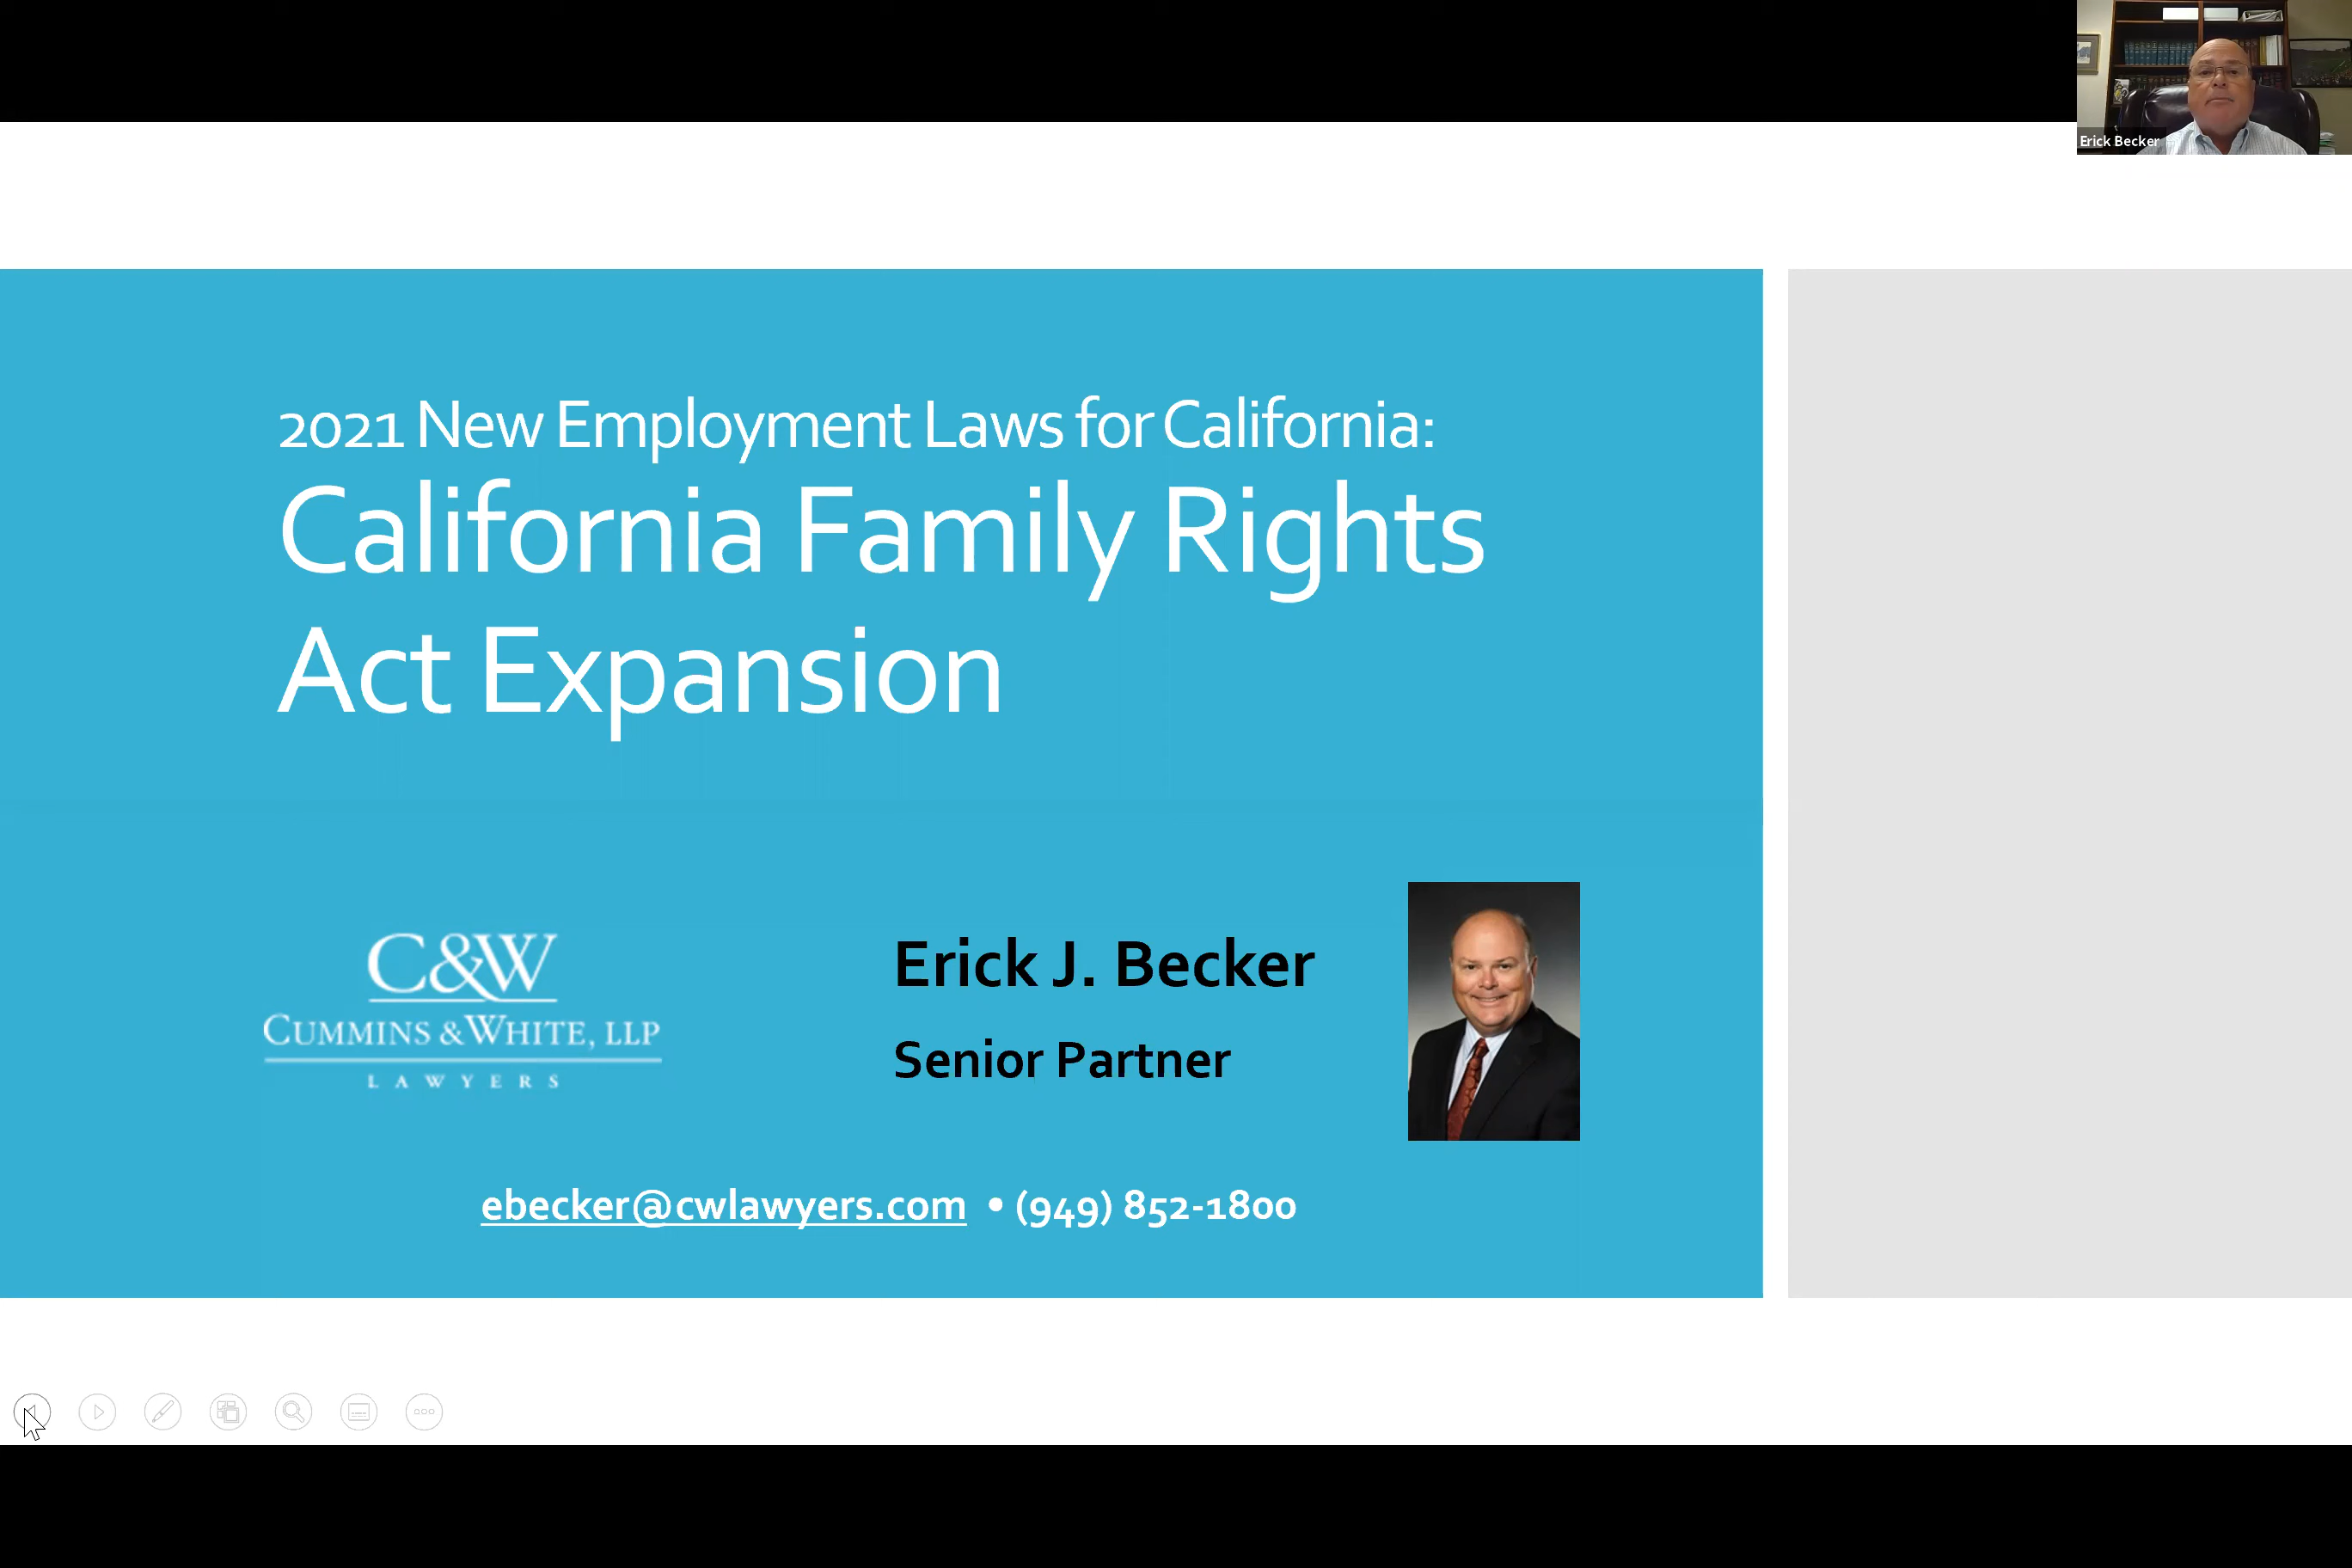 Erick Becker
2021 New Employment Laws for California:
California Family Rights
Act Expansion
C&W
CUMMINS & WHITE, LLP
LAWYERS
Erick J. Becker
Senior Partner
ebecker@cwlawyers.com • (949) 852-1800